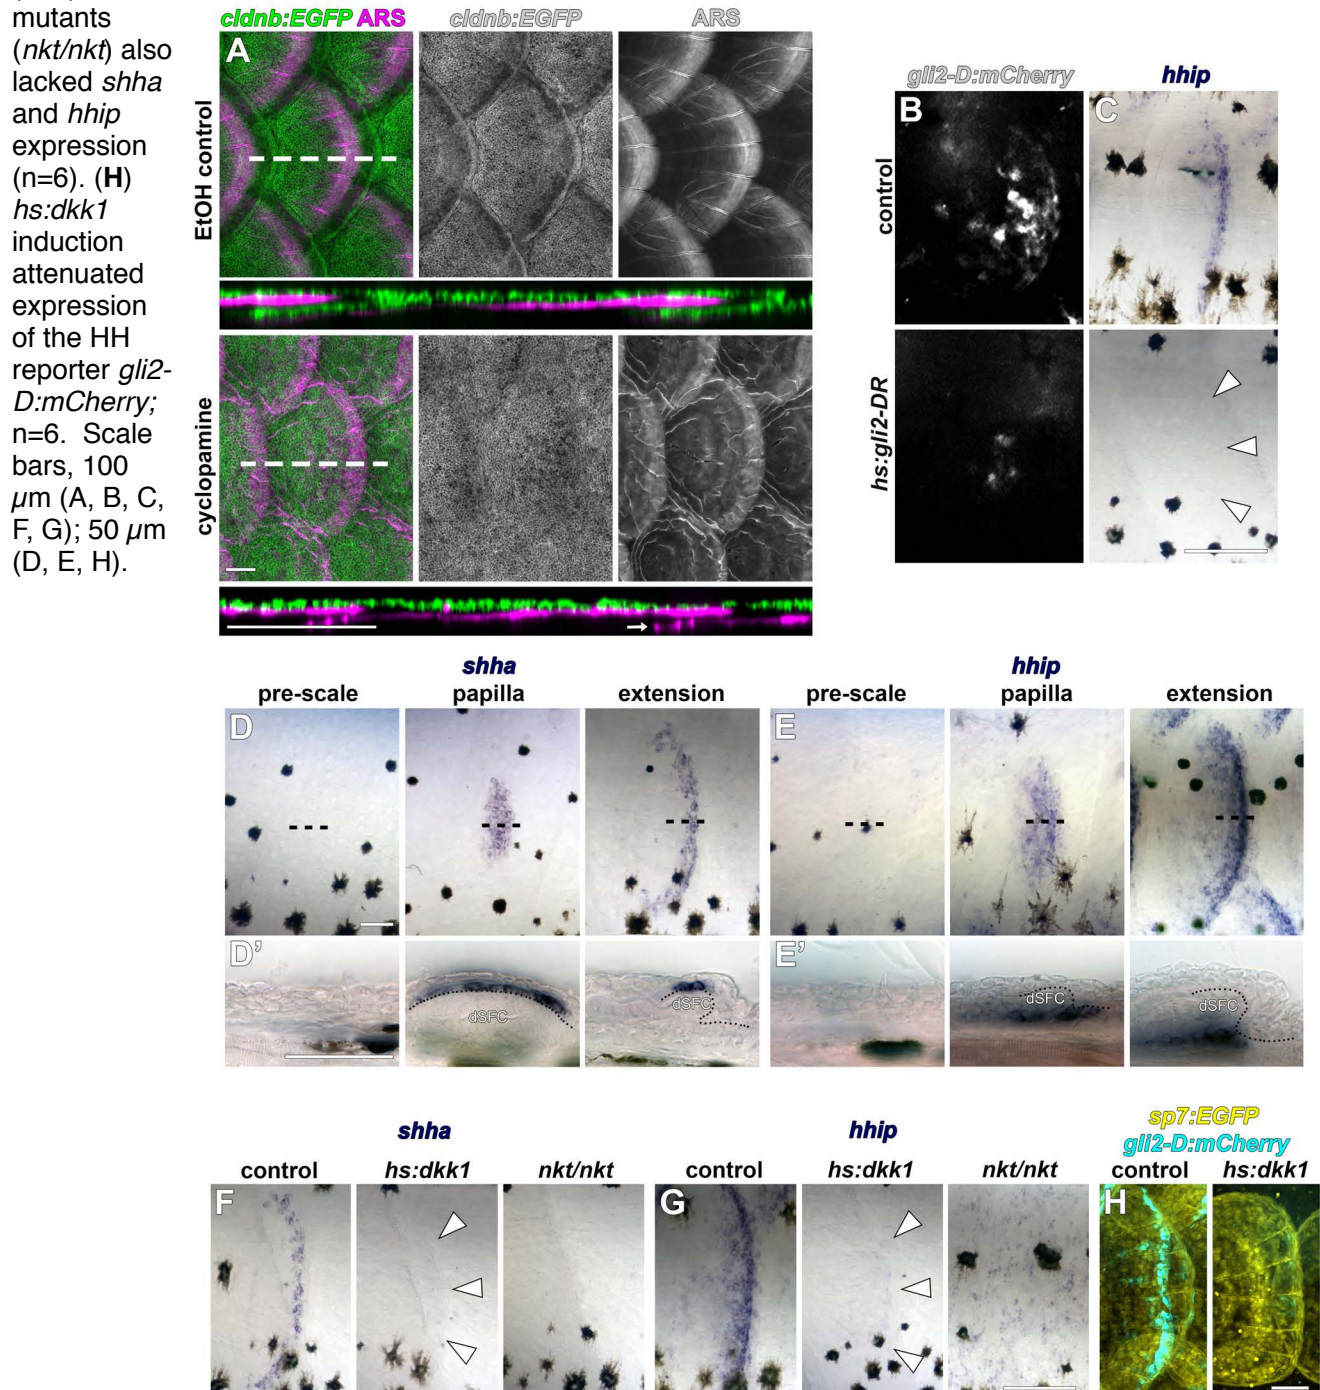 mutants
(nkt/nkt) also
lacked shha
and hhip
expression
(n=6). (H)
hs:dkk1
induction
attenuated
expression
of the HH
reporter gli2-
D:mCherry;
n=6. Scale
bars, 100
µm (A, B, C,
F, G); 50 µm
(D, E, H).
cldnb:EGFP ARS
cldnb:EGFP
ARS
A
EtOH control
cyclopamine
gli2-D:mCherry
hhip
B
C
control
hs:gli2-DR
shha
pre-scale
papilla
extension
hhip
pre-scale
papilla
extension
D
E
D'
dSFC
dSFC
E'
dSFC
dSFC
shha
control
hs:dkk1
nkt/nkt
hhip
control
hs:dkk1
nkt/nkt
sp7:EGFP
gli2-D:mCherry
control
hs:dkk1
F
G
H